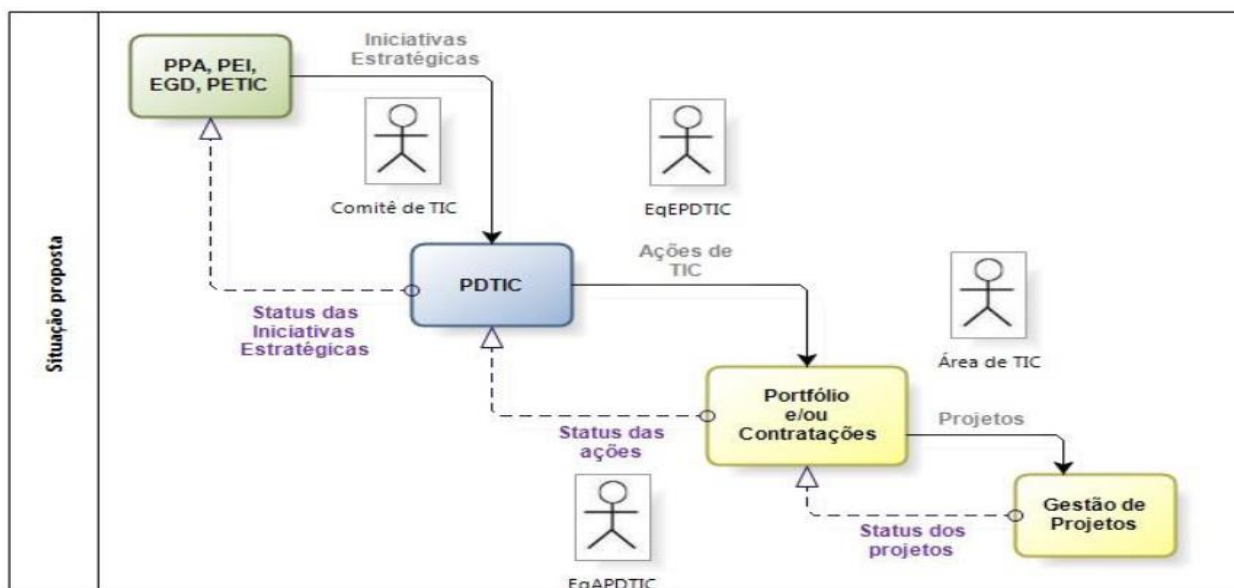 Situação proposta
PPA, PEI,
EGD, PETIC
Iniciativas
Estratégicas
Comitê de TIC
EqEPDTIC
PDTIC
Ações de
TIC
Status das
Iniciativas
Estratégicas
Área de TIC
Portfólio
e/ou
Contratações
Projetos
Status das
ações
Gestão de
Projetos
Status dos
projetos
EqAPDTIC